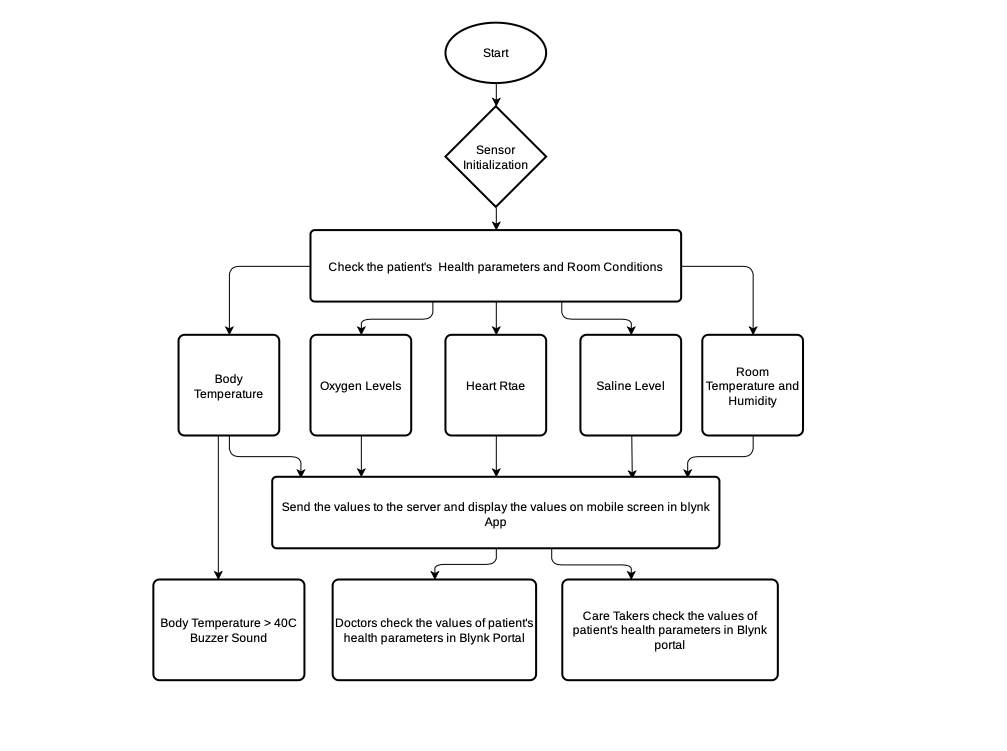 Start
Sensor
Initialization
Check the patient's  Health parameters and Room Conditions
Body
Temperature
Oxygen Levels
Heart Rtae
Saline Level
Room
Temperature and
Humidity
Send the values to the server and display the values on mobile screen in blynk
App
Body Temperature > 40C
Buzzer Sound
Doctors check the values of patient's
health parameters in Blynk Portal
Care Takers check the values of
patient's health parameters in Blynk
portal